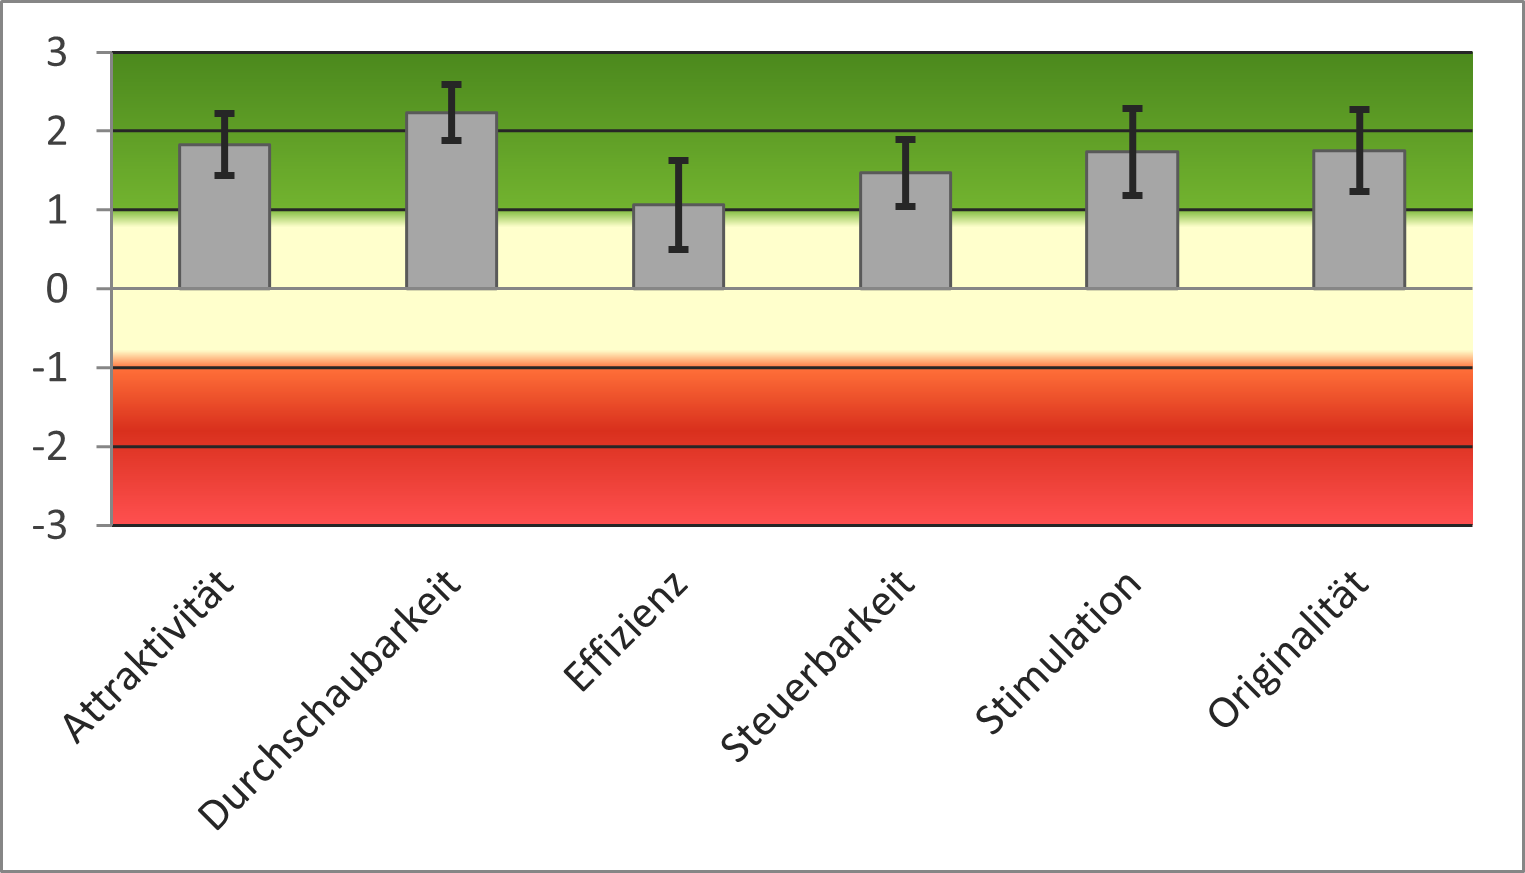 3
2
1
0
-1
-2
-3
Attraktivität
Durchschaubarkeit
Effizienz
Steuerbarkeit
Stimulation
Originalität